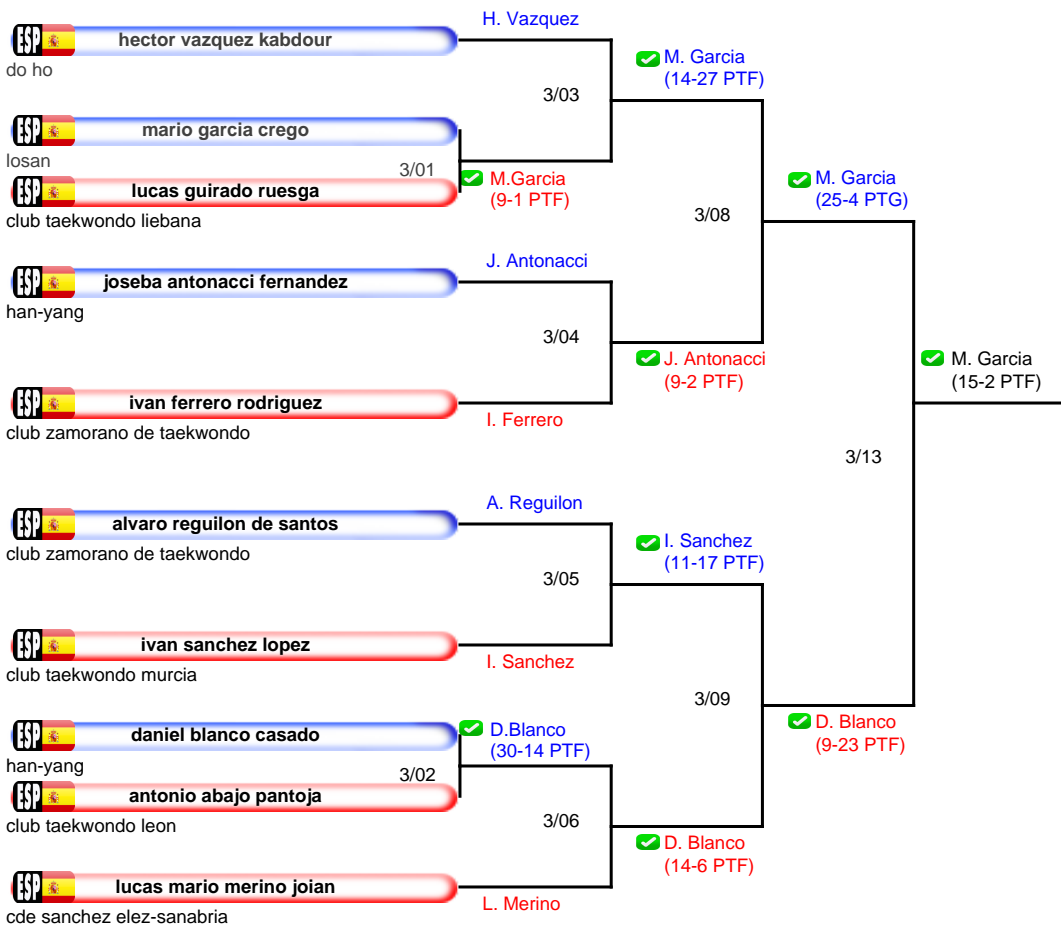 H. Vazquez
ESP hector vazquez kabdour
do ho
M. Garcia
(14-27 PTF)
3/03
ESP mario garcia crego
losan
3/01
M.Garcia
(9-1 PTF)
ESP lucas guirado ruesga
club taekwondo liebana
M. Garcia
(25-4 PTG)
3/08
J. Antonacci
ESP joseba antonacci fernandez
han-yang
3/04
J. Antonacci
(9-2 PTF)
M. Garcia
(15-2 PTF)
ESP ivan ferrero rodriguez
I. Ferrero
club zamorano de taekwondo
3/13
A. Reguilon
ESP alvaro reguilon de santos
club zamorano de taekwondo
I. Sanchez
(11-17 PTF)
3/05
ESP ivan sanchez lopez
I. Sanchez
club taekwondo murcia
3/09
D. Blanco
(9-23 PTF)
ESP daniel blanco casado
han-yang
D.Blanco
(30-14 PTF)
3/02
ESP antonio abajo pantoja
club taekwondo leon
3/06
D. Blanco
(14-6 PTF)
ESP lucas mario merino joian
L. Merino
cde sanchez elez-sanabria